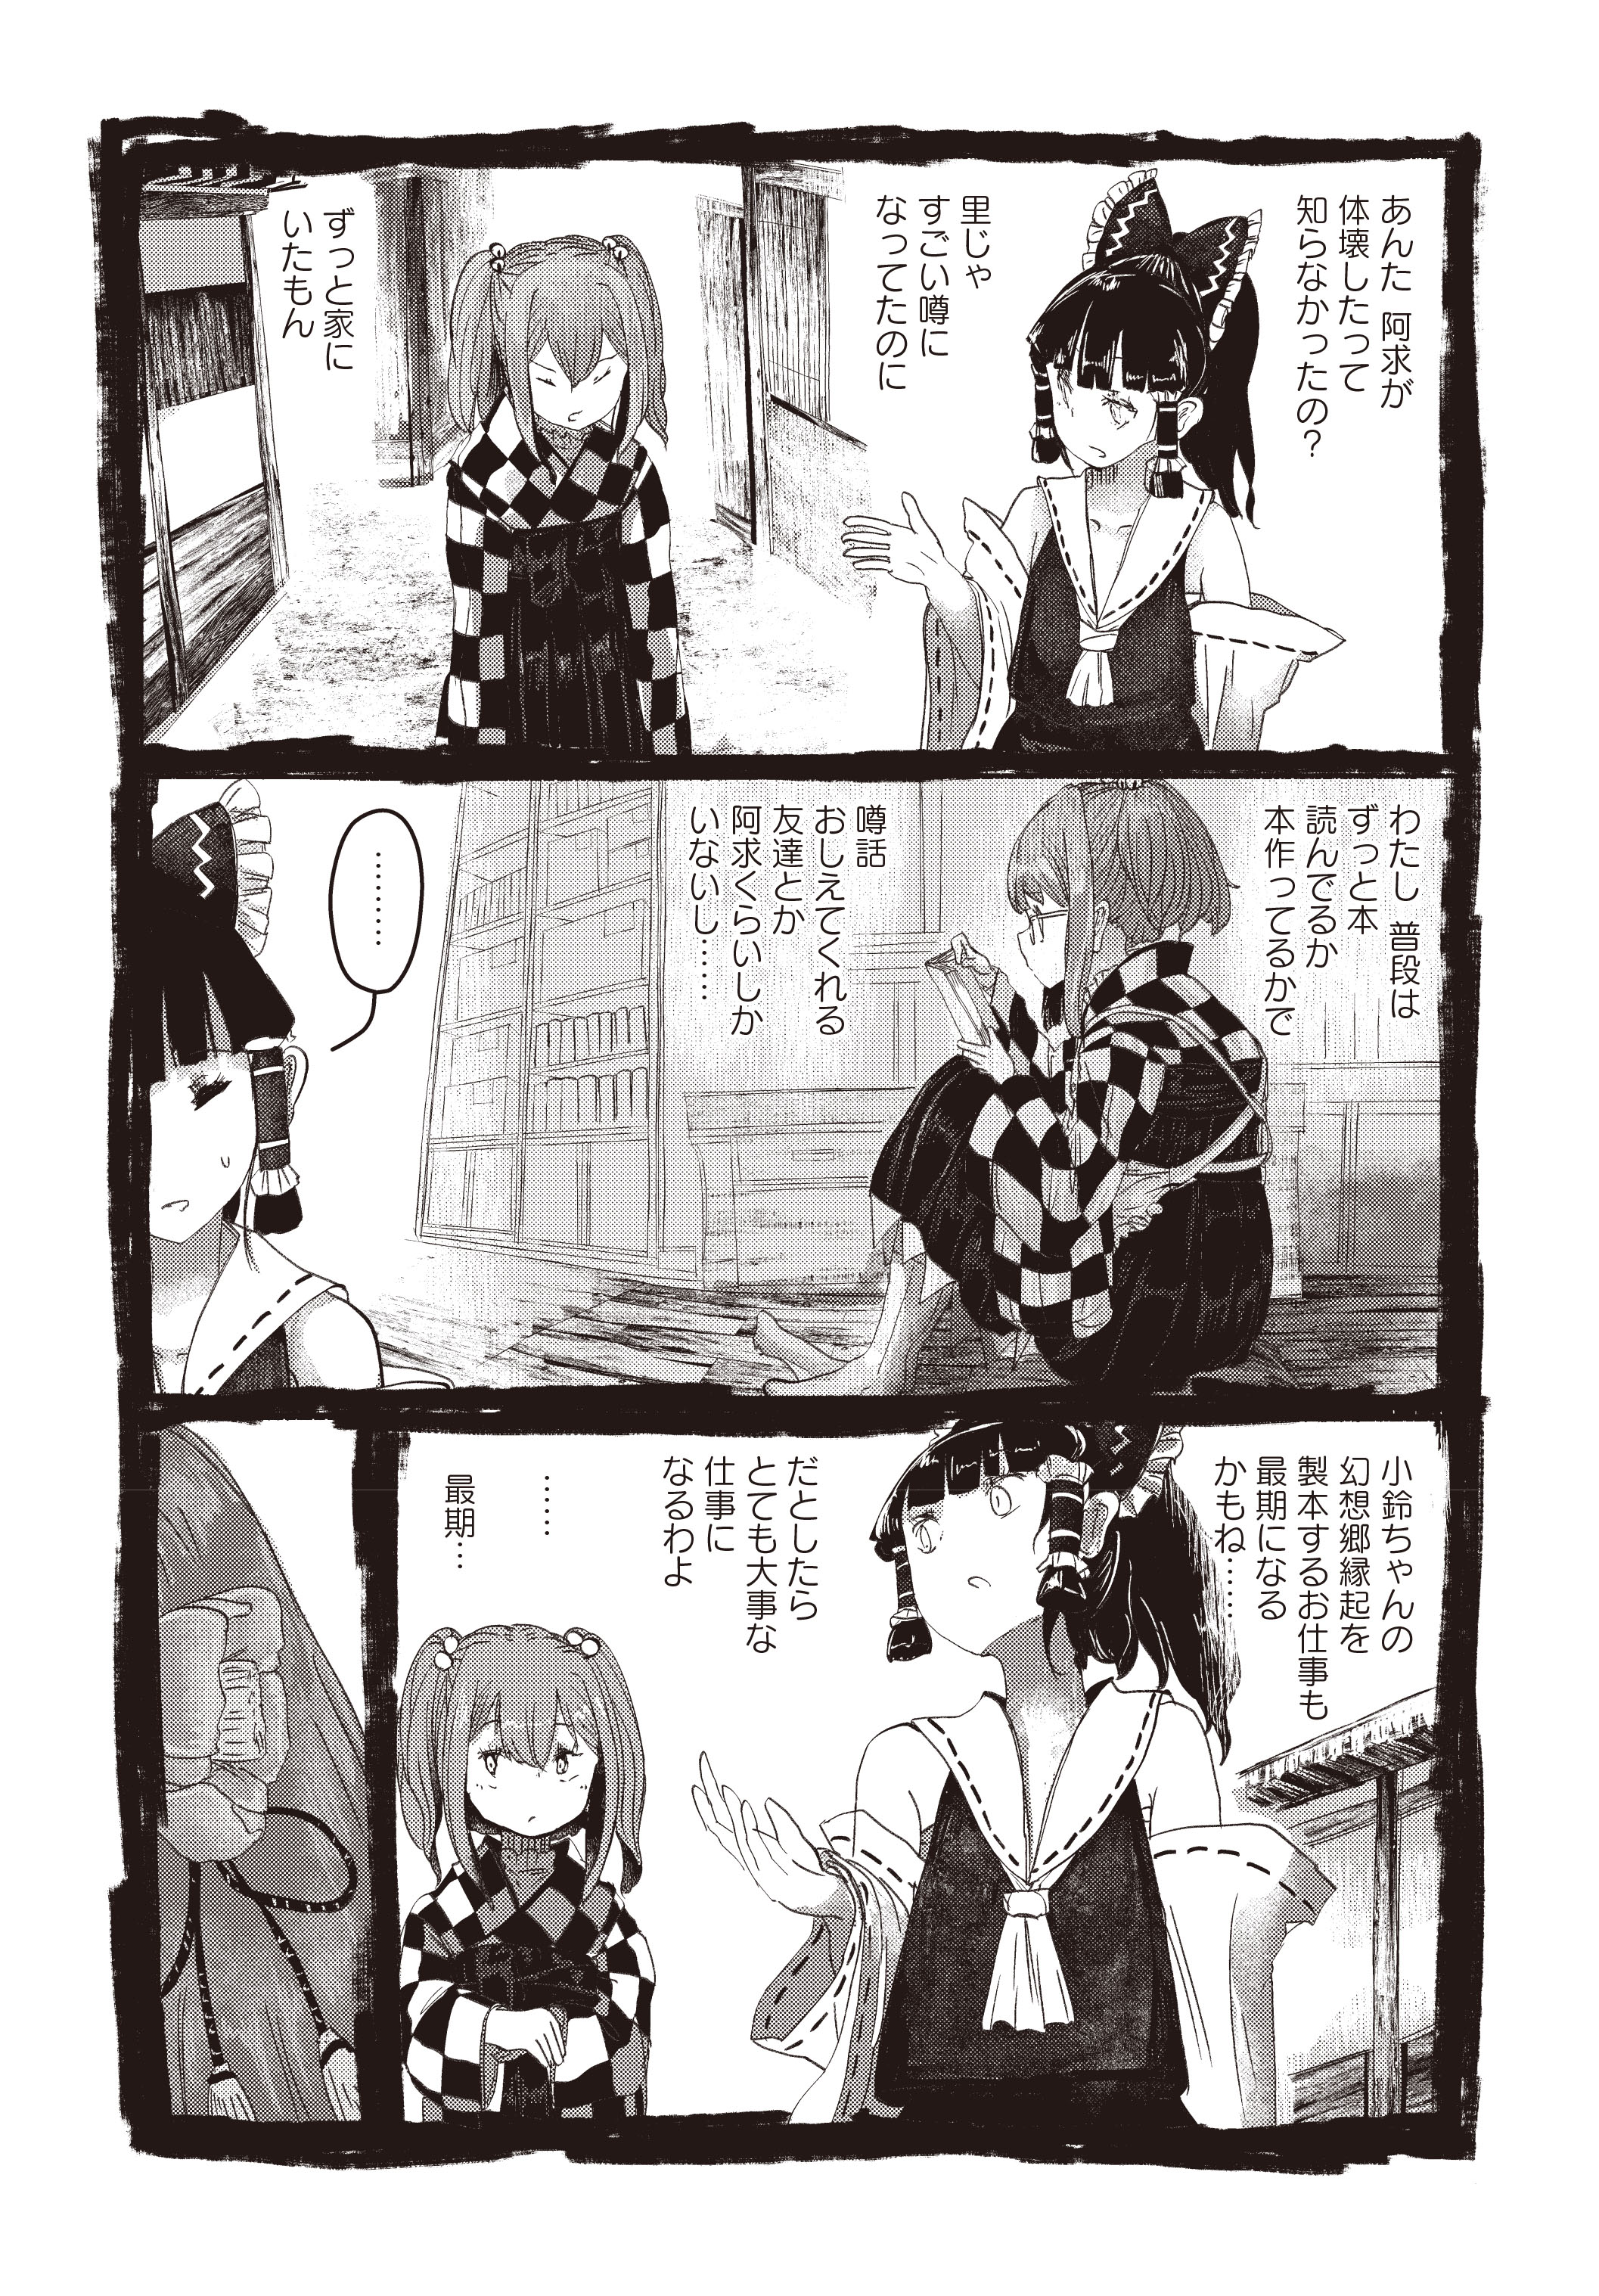 あんた 阿求が
体壊したって
知らなかったの？
里じゃ
すごい噂に
なってたのに
ずっと家に
いたもん
わたし 普段は
ずっと本
読んでるか
本作ってるかで
噂話
おしえてくれる
友達とか
阿求くらいしか
いないし……
………
小鈴ちゃんの
幻想郷縁起を
製本するお仕事も
最期になる
かもね……
だとしたら
とても大事な
仕事に
なるわよ
……
最期…